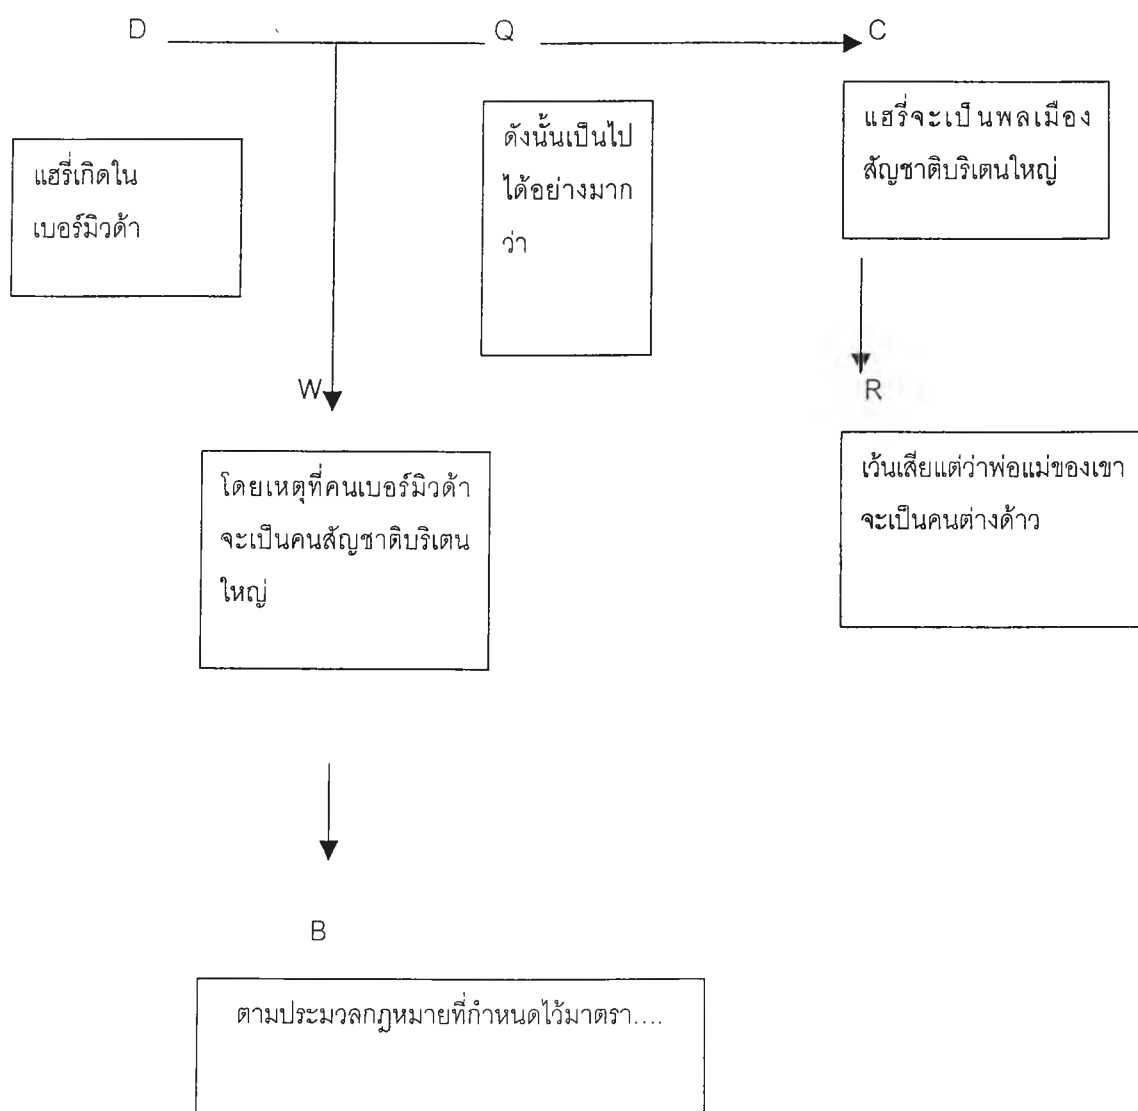 D Q C
แฮรี่เกิดใน
เบอร์มิวด้า
ดังนั้นเป็นไป
ได้อย่างมาก
ว่า
แฮรี่จะเป็นพลเมือง
สัญชาติบริเตนใหญ่
W
R
โดยเหตุที่คนเบอร์มิวด้า
จะเป็นคนสัญชาติบริเตน
ใหญ่
เว้นเสียแต่ว่าพ่อแม่ของเขา
จะเป็นคนต่างด้าว
B
ตามประมวลกฎหมายที่กำหนดไว้มาตรา....